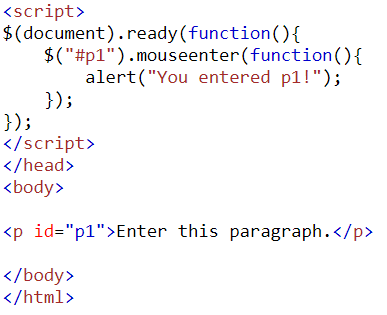 <script>
$(document).ready(function(){
    $("#p1").mouseenter(function(){
        alert("You entered p1!");
    });
});
</script>
</head>
<body>
<p id="p1">Enter this paragraph.</p>
</body>
</html>